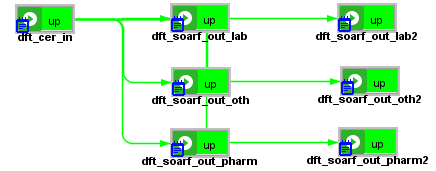 up up up
dft_cer_in dft_soarf_out_lab dft_soarf_out_lab2
up up
dft_soarf_out_oth dft_soarf_out_oth2
up up
dft_soarf_out_pharm dft_soarf_out_pharm2